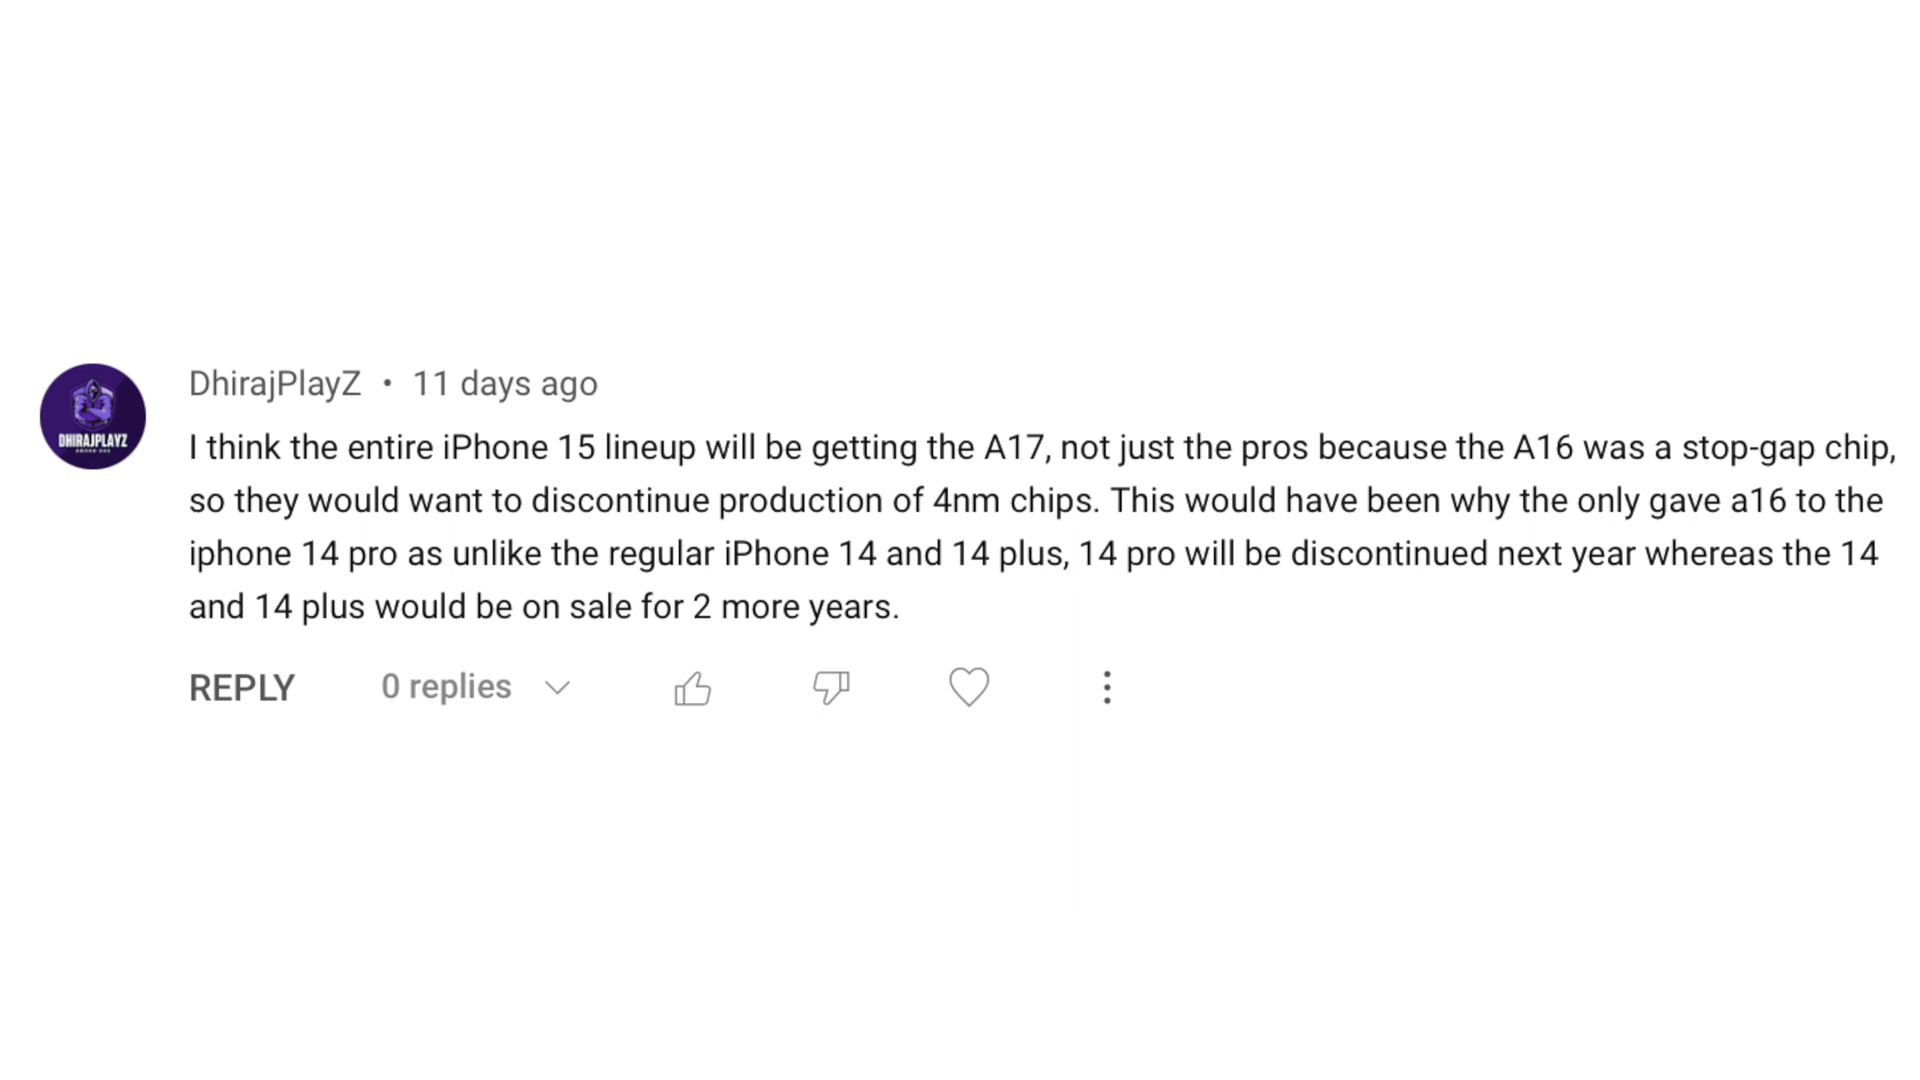 DhirajPlayZ • 11 days ago
DHIRAJPLAYZ
I think the entire iPhone 15 lineup will be getting the A17, not just the pros because the A16 was a stop-gap chip,
so they would want to discontinue production of 4nm chips. This would have been why the only gave a16 to the
iphone 14 pro as unlike the regular iPhone 14 and 14 plus, 14 pro will be discontinued next year whereas the 14
and 14 plus would be on sale for 2 more years.
REPLY 0 replies